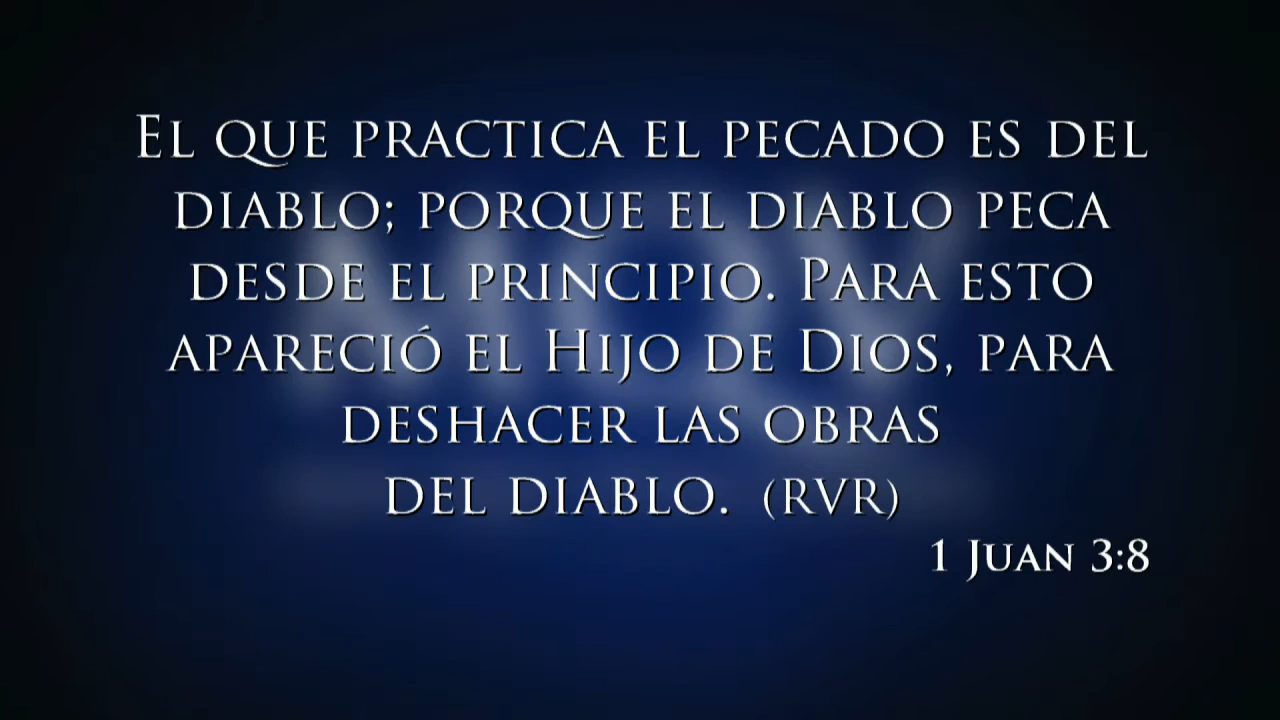 El que practica el pecado es del
diablo; porque el diablo peca
desde el principio. Para esto
apareció el Hijo de Dios, para
deshacer las obras
del diablo. (RVR)
1 Juan 3:8